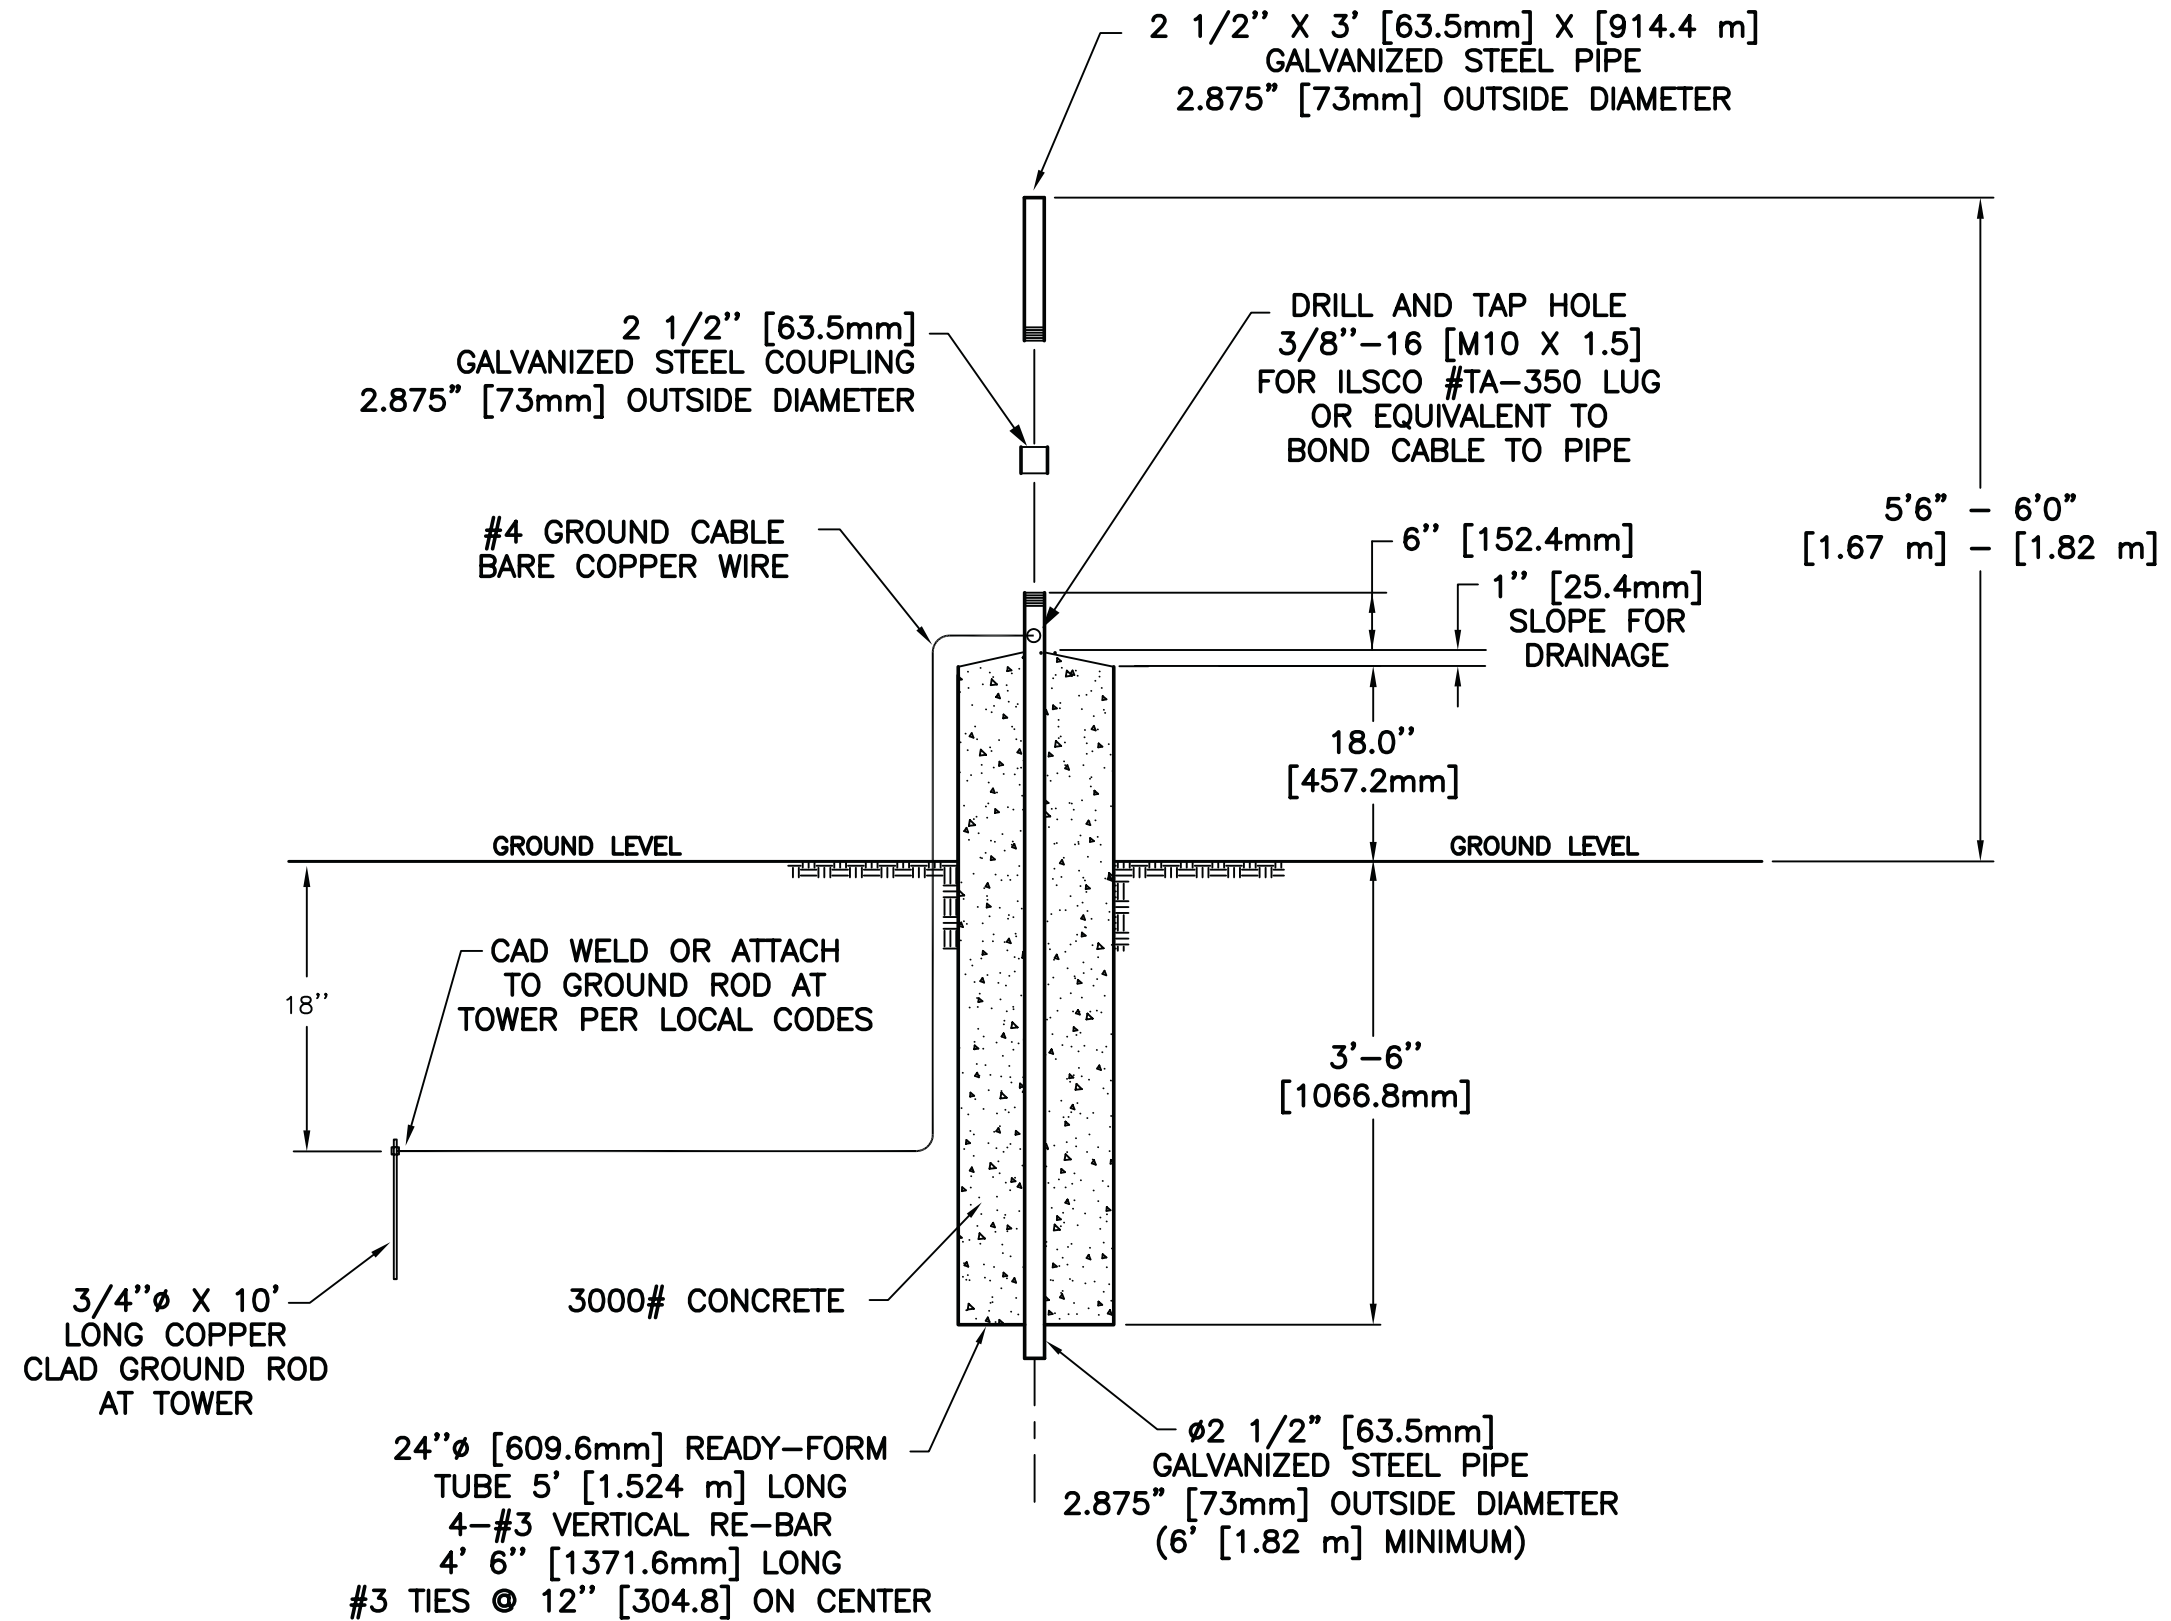 2 1/2'' X 3' [63.5mm] X [914.4 m]
GALVANIZED STEEL PIPE
2.875” [73mm] OUTSIDE DIAMETER
2 1/2'' [63.5mm]
GALVANIZED STEEL COUPLING
2.875” [73mm] OUTSIDE DIAMETER
DRILL AND TAP HOLE
3/8''-16 [M10 X 1.5]
FOR ILSCO #TA-350 LUG
OR EQUIVALENT TO
BOND CABLE TO PIPE
5'6” - 6'0”
[1.67 m] - [1.82 m]
#4 GROUND CABLE
BARE COPPER WIRE
6'' [152.4mm]
1'' [25.4mm]
SLOPE FOR
DRAINAGE
18.0''
[457.2mm]
GROUND LEVEL
GROUND LEVEL
CAD WELD OR ATTACH
TO GROUND ROD AT
TOWER PER LOCAL CODES
18''
3'-6''
[1066.8mm]
3/4''ø X 10'
LONG COPPER
CLAD GROUND ROD
AT TOWER
3000# CONCRETE
24''ø [609.6mm] READY-FORM
TUBE 5' [1.524 m] LONG
4-#3 VERTICAL RE-BAR
4' 6'' [1371.6mm] LONG
#3 TIES @ 12'' [304.8] ON CENTER
ø2 1/2” [63.5mm]
GALVANIZED STEEL PIPE
2.875” [73mm] OUTSIDE DIAMETER
(6' [1.82 m] MINIMUM)